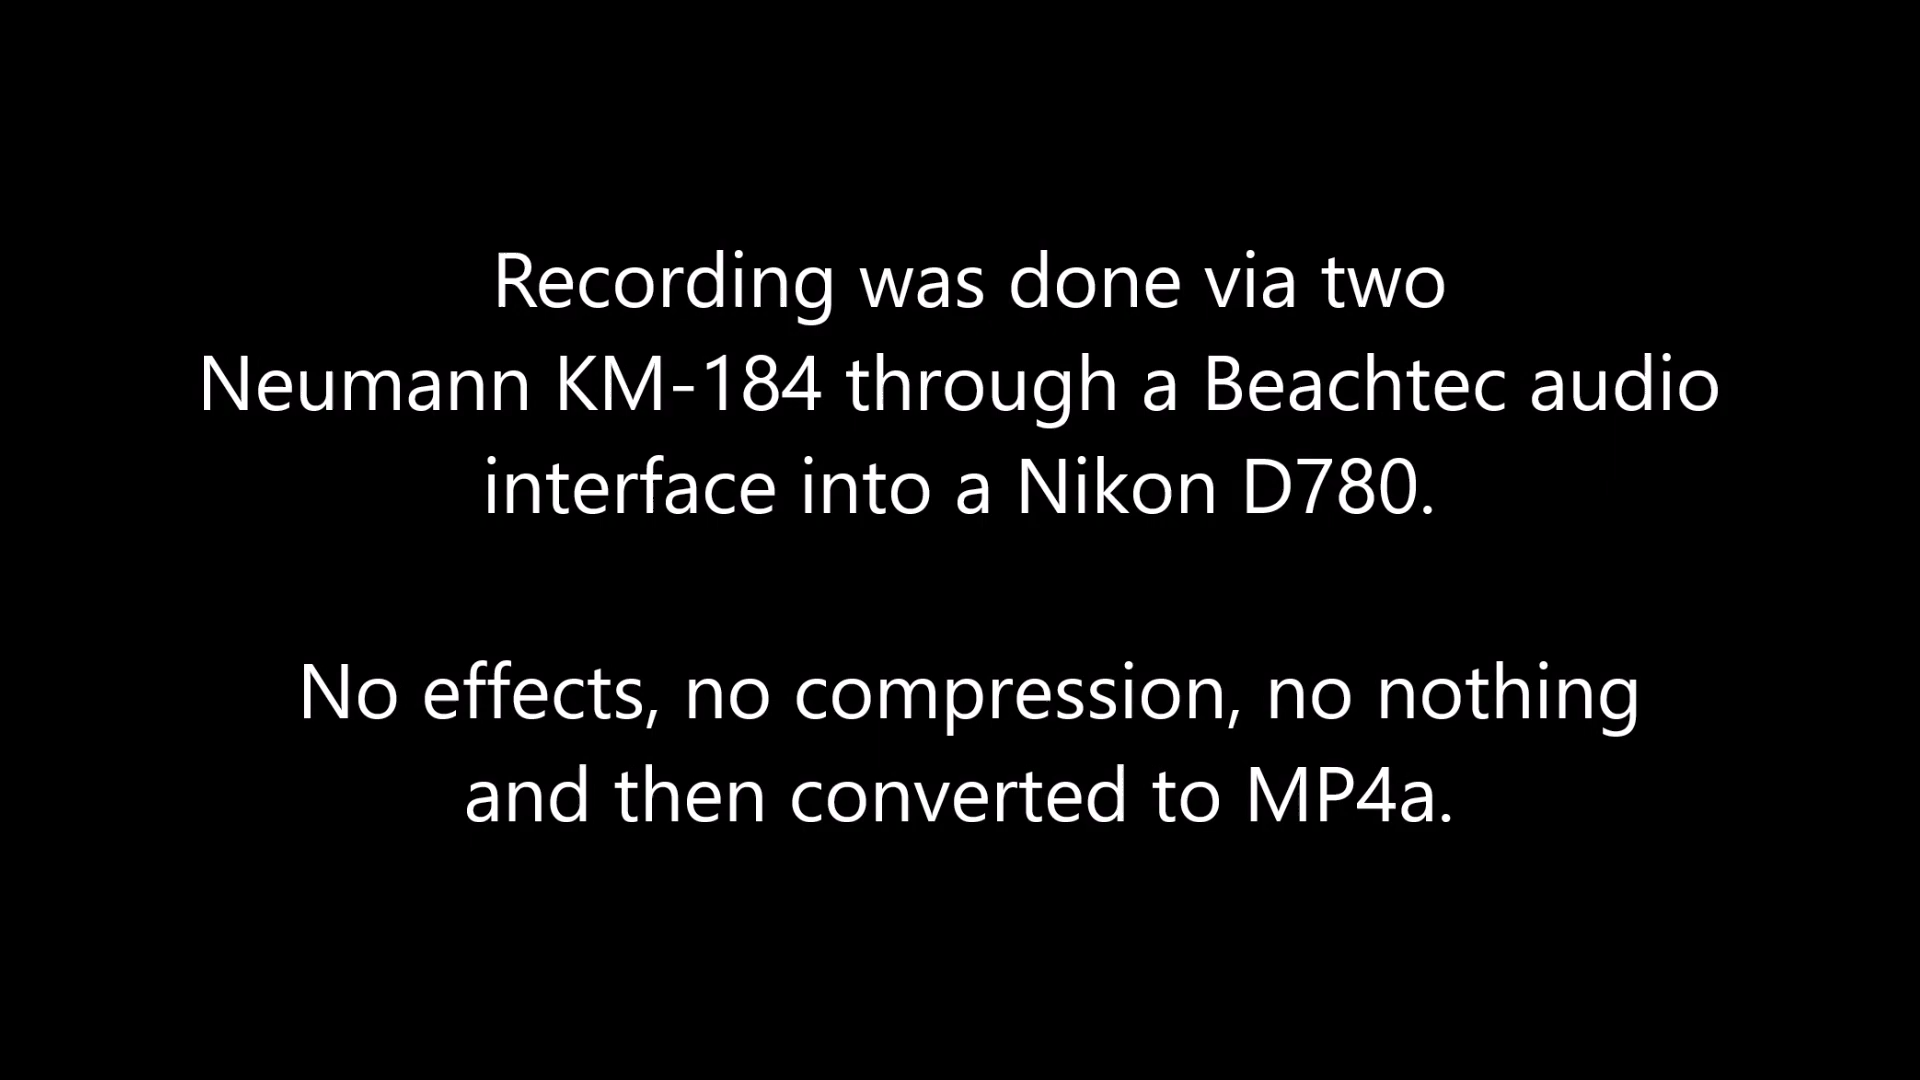 Recording was done via two
Neumann KM-184 through a Beachtec audio
interface into a Nikon D780.
No effects, no compression, no nothing
and then converted to MP4a.